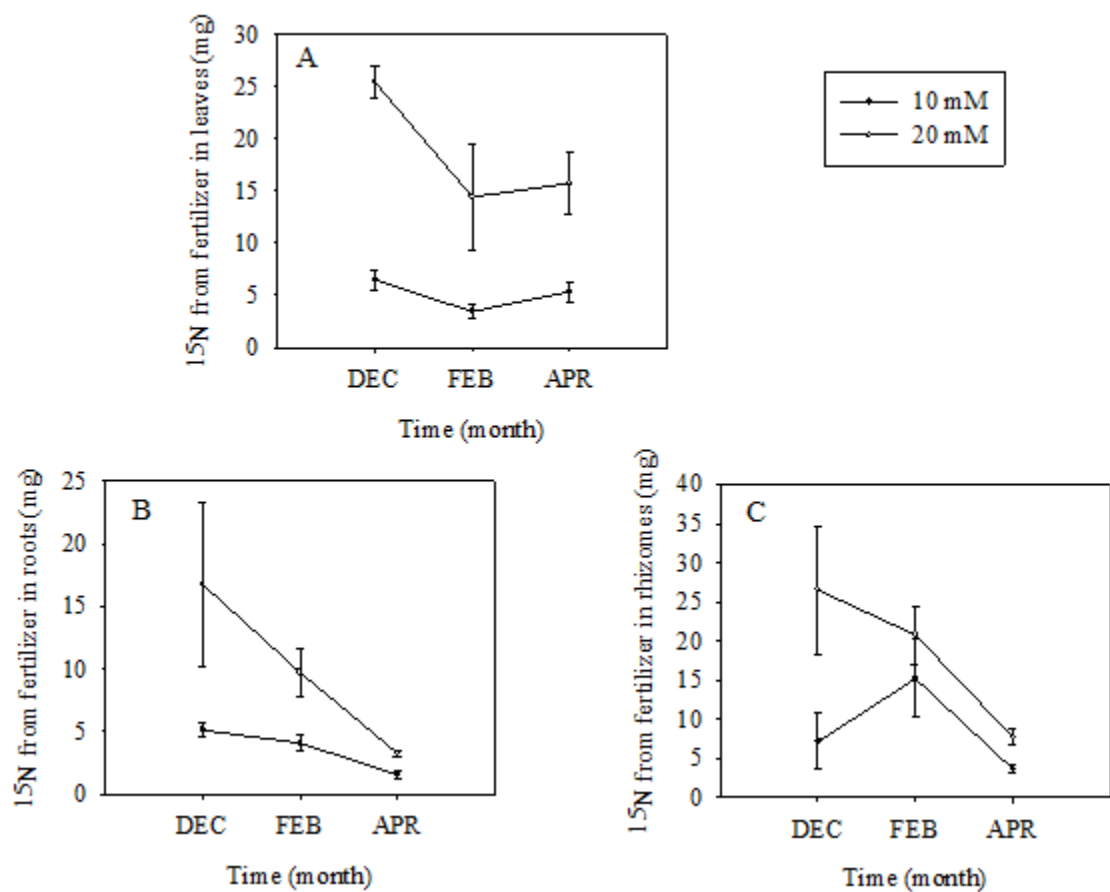 15N from fertilizer in leaves (mg)
30
25
20
15
10
5
0
A
DEC FEB APR
Time (month)
10 mM
20 mM
15N from fertilizer in roots (mg)
25
20
15
10
5
0
B
DEC FEB APR
Time (month)
15N from fertilizer in rhizomes (mg)
40
35
30
25
20
15
10
5
0
C
DEC FEB APR
Time (month)